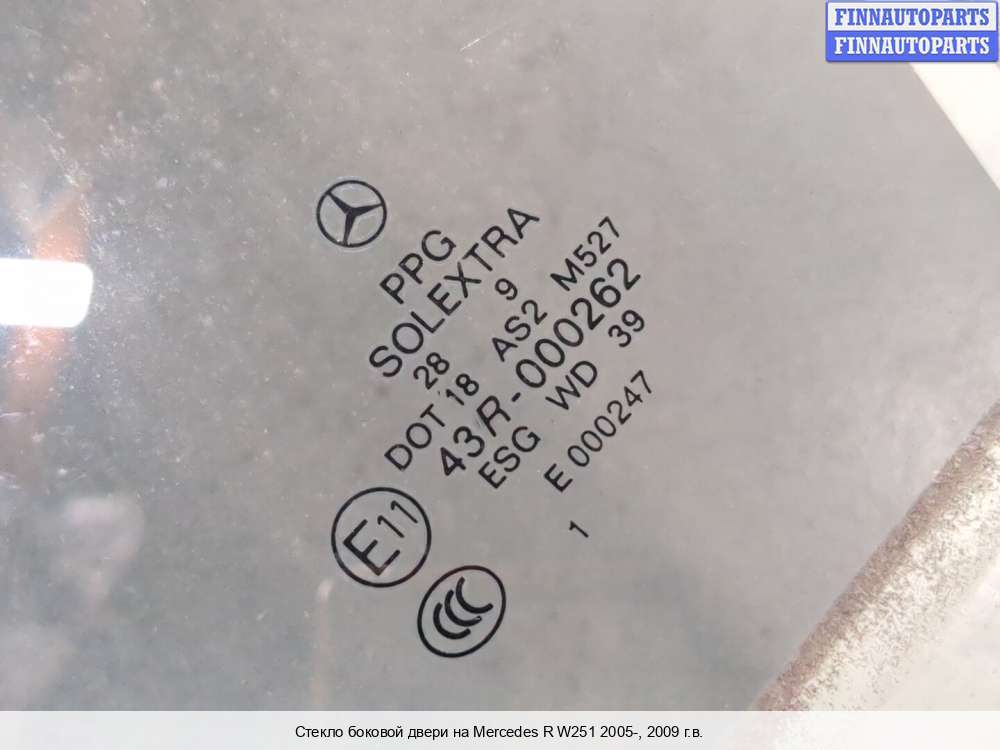 FINNAUTOPARTS
FINNAUTOPARTS
PPG
SOLEXTRA
28 9
DOT 18 AS2 M527
43R-000262
ESG WD 39
E 000247
1
E11
CCC
Стекло боковой двери на Mercedes R W251 2005-, 2009 г.в.